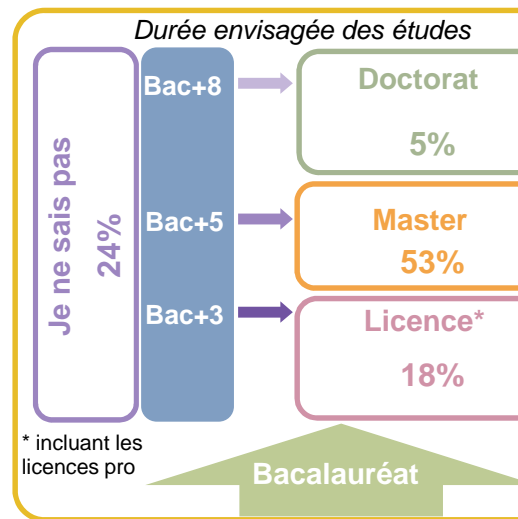 Durée envisagée des études
Je ne sais pas
24%
Bac+8
Doctorat
5%
Bac+5
Master
53%
Bac+3
Licence*
18%
* incluant les
licences pro
Bacalauréat